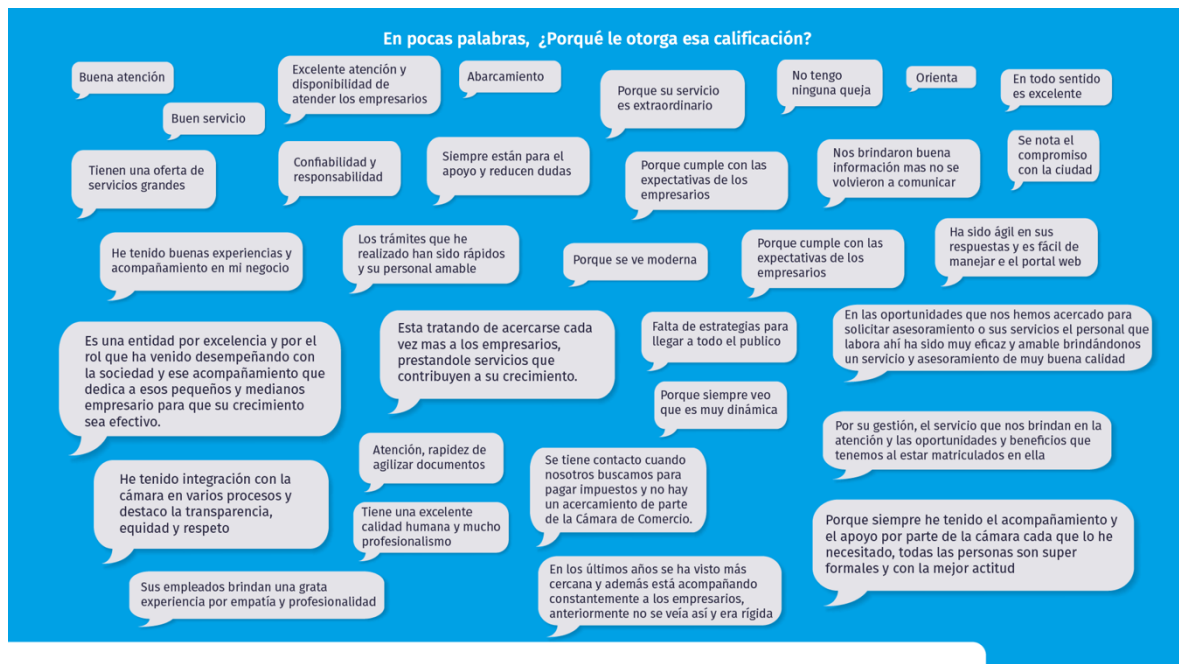 En pocas palabras, ¿Porqué le otorga esa calificación?
Buena atención
Excelente atención y
disponibilidad de
atender los empresarios
Abarcamiento
Porque su servicio
es extraordinario
No tengo
ninguna queja
Orienta
En todo sentido
es excelente
Buen servicio
Tienen una oferta de
servicios grandes
Confiabilidad y
responsabilidad
Siempre están para el
apoyo y reducen dudas
Porque cumple con las
expectativas de los
empresarios
Nos brindaron buena
información mas no se
volvieron a comunicar
Se nota el
compromiso
con la ciudad
He tenido buenas experiencias y
acompañamiento en mi negocio
Los trámites que he
realizado han sido rápidos
y su personal amable
Porque se ve moderna
Porque cumple con las
expectativas de los
empresarios
Ha sido ágil en sus
respuestas y es fácil de
manejar e el portal web
Es una entidad por excelencia y por el
rol que ha venido desempeñando con
la sociedad y ese acompañamiento que
dedica a esos pequeños y medianos
empresario para que su crecimiento
sea efectivo.
Esta tratando de acercarse cada
vez mas a los empresarios,
prestandole servicios que
contribuyen a su crecimiento.
Falta de estrategias para
llegar a todo el publico
En las oportunidades que nos hemos acercado para
solicitar asesoramiento o sus servicios el personal que
labora ahí ha sido muy eficaz y amable brindándonos
un servicio y asesoramiento de muy buena calidad
Porque siempre veo
que es muy dinámica
Por su gestión, el servicio que nos brindan en la
atención y las oportunidades y beneficios que
tenemos al estar matriculados en ella
Atención, rapidez de
agilizar documentos
He tenido integración con la
cámara en varios procesos y
destaco la transparencia,
equidad y respeto
Se tiene contacto cuando
nosotros buscamos para
pagar impuestos y no hay
un acercamiento de parte
de la Cámara de Comercio.
Tiene una excelente
calidad humana y mucho
profesionalismo
Porque siempre he tenido el acompañamiento y
el apoyo por parte de la cámara cada que lo he
necesitado, todas las personas son super
formales y con la mejor actitud
Sus empleados brindan una grata
experiencia por empatía y profesionalidad
En los últimos años se ha visto más
cercana y además está acompañando
constantemente a los empresarios,
anteriormente no se veía así y era rígida